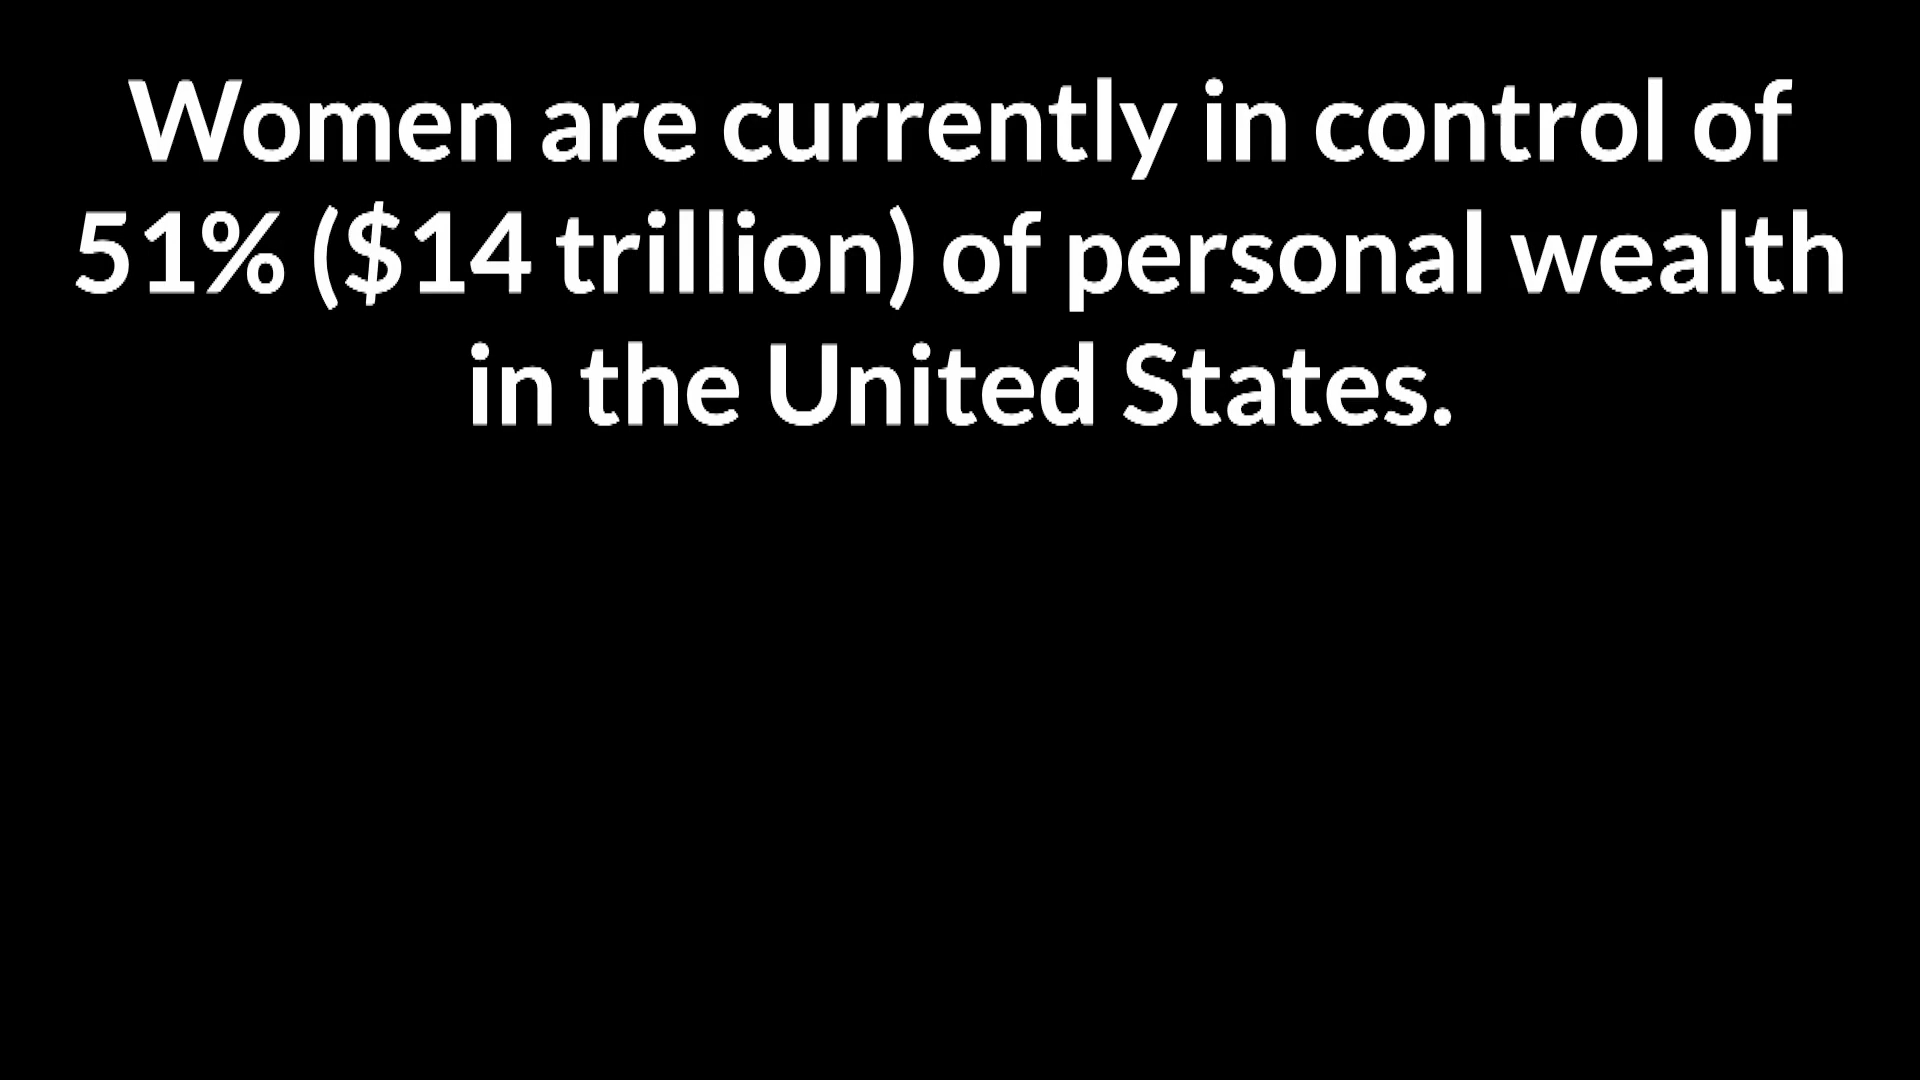 Women are currently in control of
51% ($14 trillion) of personal wealth
in the United States.